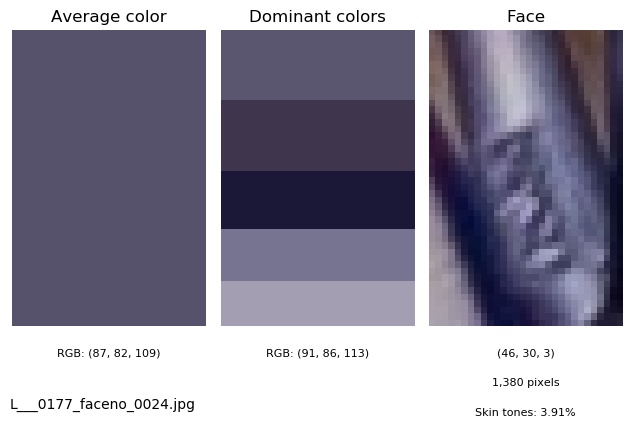 Average color
Dominant colors
Face
RGB: (87, 82, 109)
RGB: (91, 86, 113)
(46, 30, 3)
1,380 pixels
L___0177_faceno_0024.jpg
Skin tones: 3.91%